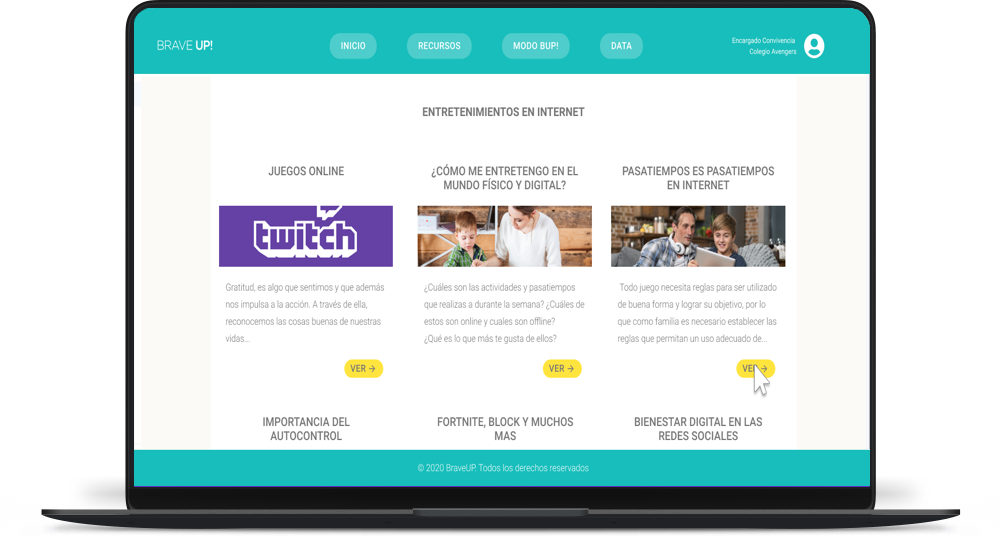 BRAVE UP!
INICIO
RECURSOS
MODO BUP!
DATA
Encargado Convivencia
Colegio Avengers
ENTRETENIMIENTOS EN INTERNET
JUEGOS ONLINE
twitch
Gratitud, es algo que sentimos y que además
nos impulsa a la acción. A través de ella,
reconocemos las cosas buenas de nuestras
vidas...
VER →
¿CÓMO ME ENTRETENGO EN EL
MUNDO FÍSICO Y DIGITAL?
¿Cuáles son las actividades y pasatiempos
que realizas a durante la semana? ¿Cuáles de
estos son online y cuales son offline?
¿Qué es lo que más te gusta de ellos?
VER →
PASATIEMPOS ES PASATIEMPOS
EN INTERNET
Todo juego necesita reglas para ser utilizado
de buena forma y lograr su objetivo, por lo
que como familia es necesario establecer las
reglas que permitan un uso adecuado de...
VER →
IMPORTANCIA DEL
AUTOCONTROL
FORTNITE, BLOCK Y MUCHOS
MAS
BIENESTAR DIGITAL EN LAS
REDES SOCIALES
© 2020 BraveUP. Todos los derechos reservados